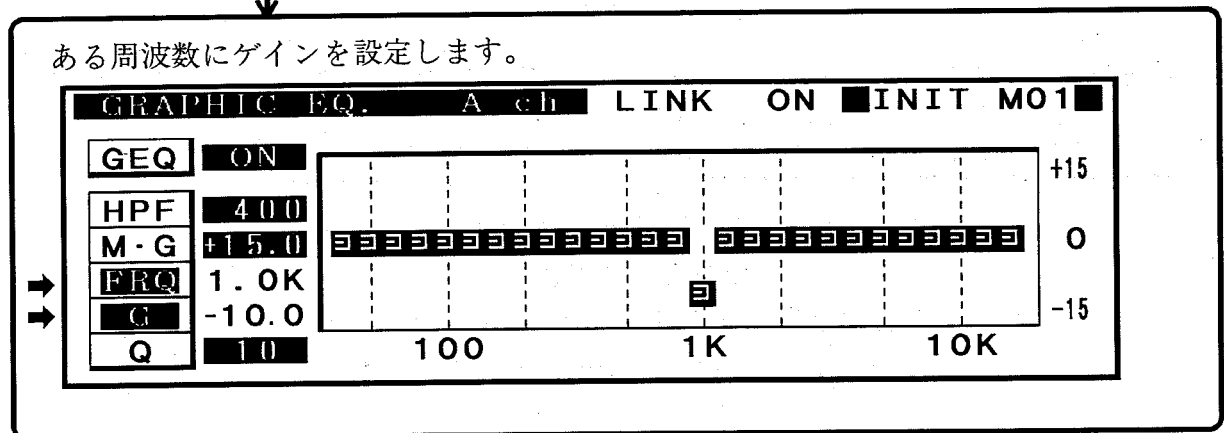 ある周波数にゲインを設定します。
GRAPHIC EQ. A ch LINK ON INIT M01
GEQ ON
+15
HPF 400
M·G +15.0
0
FRQ 1.0K
G -10.0
-15
Q 10
100 1K 10K